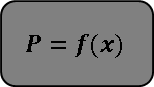 P = f(x)